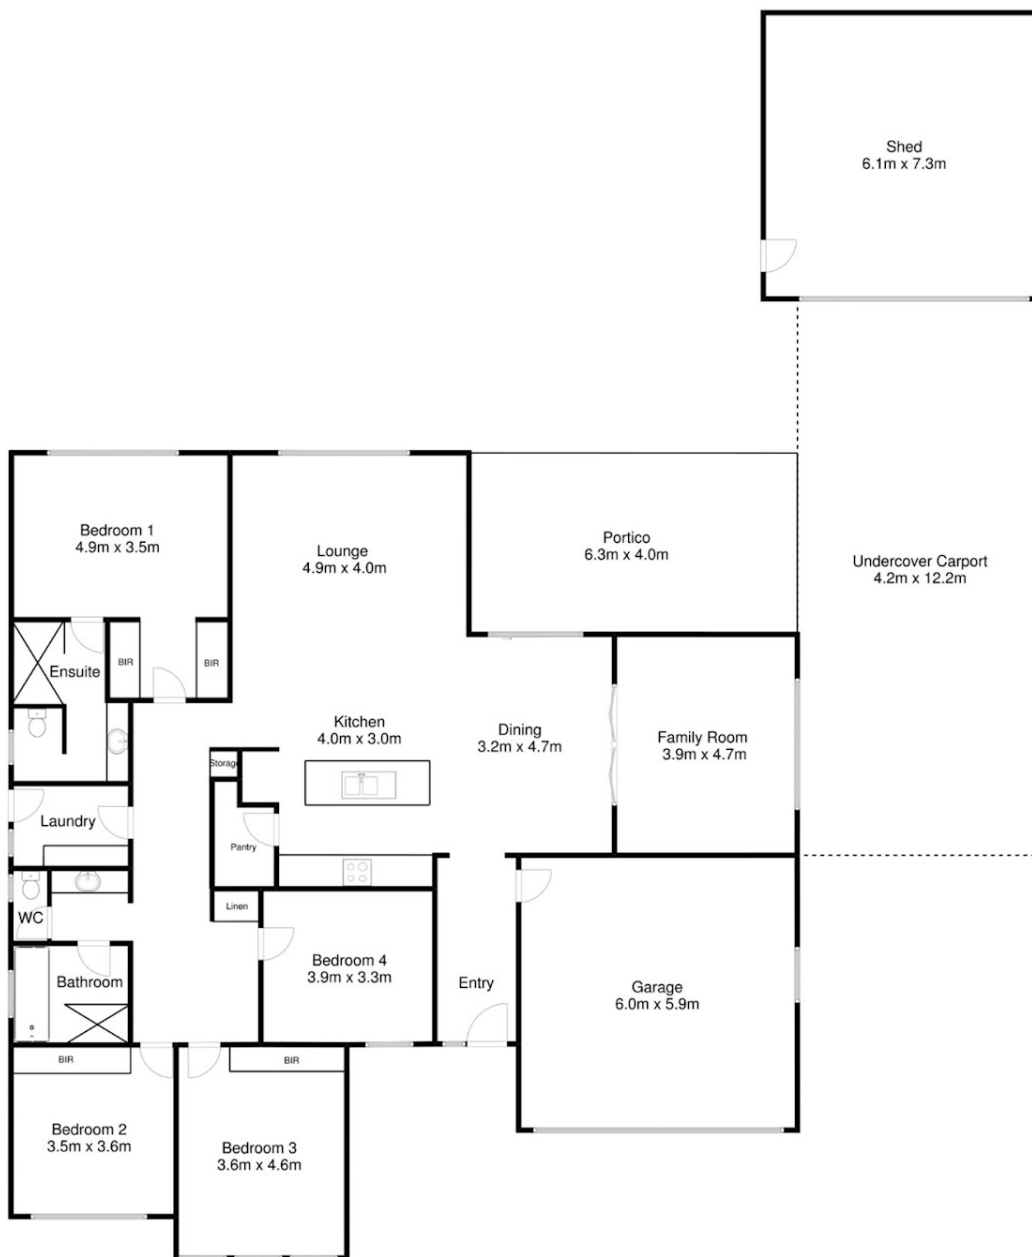 Shed
6.1m x 7.3m
Bedroom 1
4.9m x 3.5m
Lounge
4.9m x 4.0m
Portico
6.3m x 4.0m
Undercover Carport
4.2m x 12.2m
BIR
BIR
Ensuite
Kitchen
4.0m x 3.0m
Dining
3.2m x 4.7m
Family Room
3.9m x 4.7m
Storage
Laundry
Pantry
Linen
WC
Bedroom 4
3.9m x 3.3m
Bathroom
Entry
Garage
6.0m x 5.9m
BIR
BIR
Bedroom 2
3.5m x 3.6m
Bedroom 3
3.6m x 4.6m